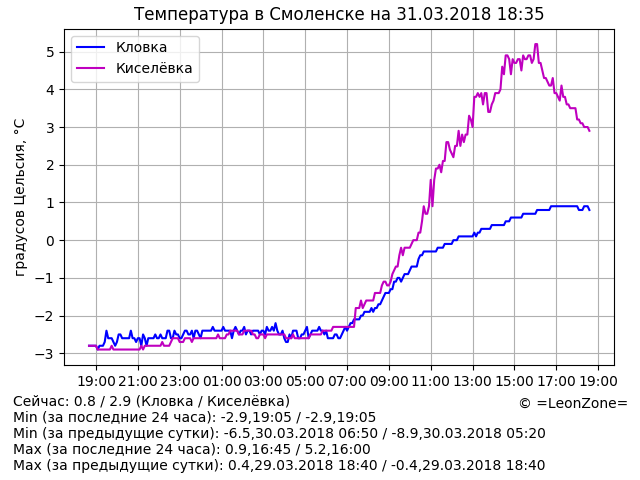 Температура в Смоленске на 31.03.2018 18:35
Кловка
Киселёвка
градусов Цельсия, °C
5
4
3
2
1
0
−1
−2
−3
19:00 21:00 23:00 01:00 03:00 05:00 07:00 09:00 11:00 13:00 15:00 17:00 19:00
Сейчас: 0.8 / 2.9 (Кловка / Киселёвка)
© =LeonZone=
Min (за последние 24 часа): -2.9,19:05 / -2.9,19:05
Min (за предыдущие сутки): -6.5,30.03.2018 06:50 / -8.9,30.03.2018 05:20
Max (за последние 24 часа): 0.9,16:45 / 5.2,16:00
Max (за предыдущие сутки): 0.4,29.03.2018 18:40 / -0.4,29.03.2018 18:40